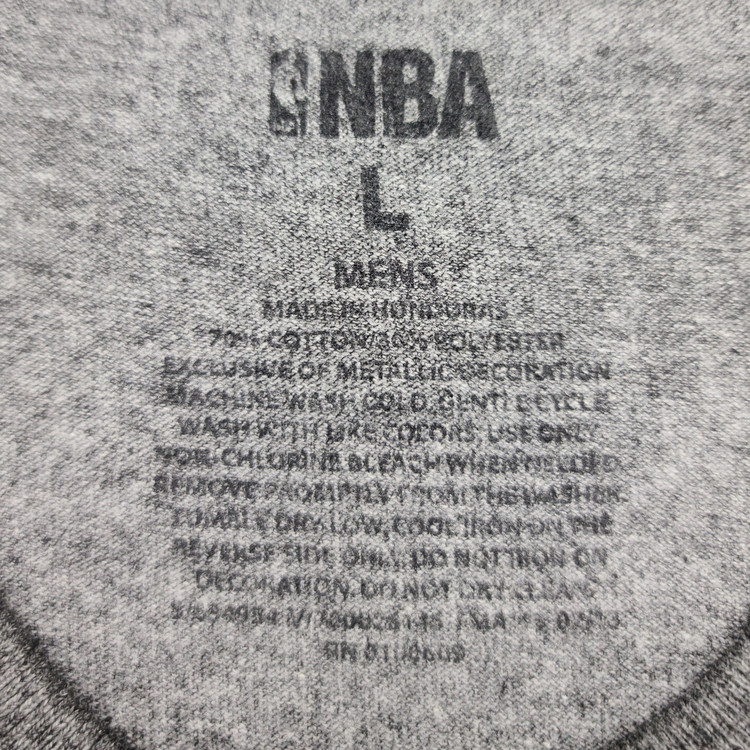 NBA
L
MENS
MADE IN HONDURAS
70% COTTON/30% POLYESTER
EXCLUSIVE OF METALLIC DECORATION
MACHINE WASH, COLD, GENTLE CYCLE
WASH WITH LIKE COLORS, USE ONLY
NON-CHLORINE BLEACH WHEN NEEDED.
REMOVE PROMPTLY FROM THE WASHER.
TUMBLE DRY LOW, COOL IRON ON THE
REVERSE SIDE ONLY. DO NOT IRON ON
DECORATION. DO NOT DRY CLEAN